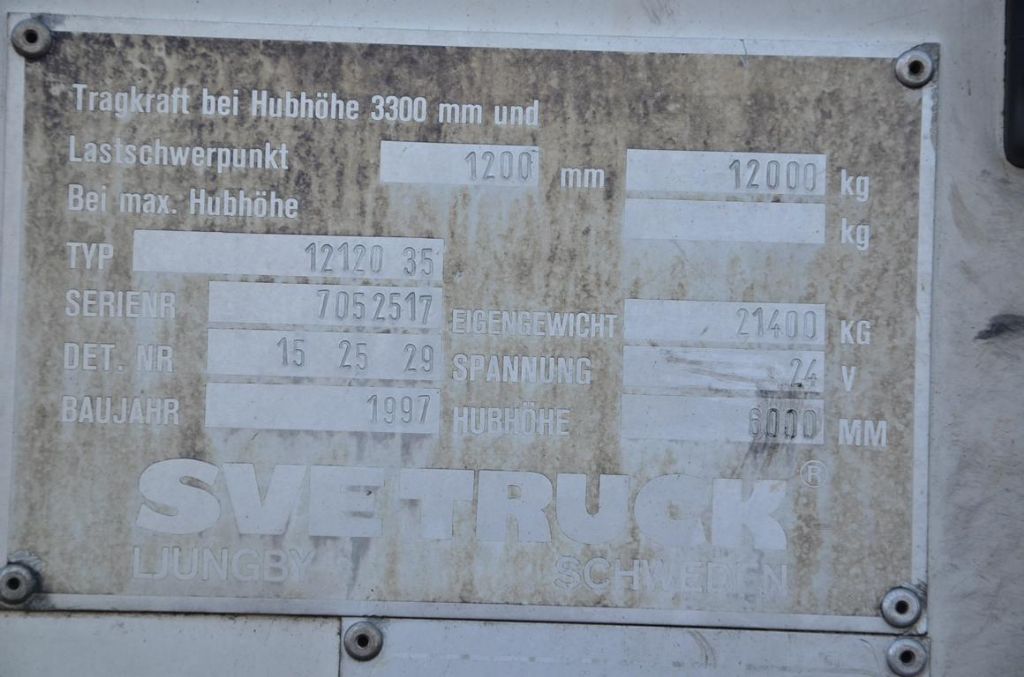 Tragkraft bei Hubhöhe 3300 mm und
Lastschwerpunkt 1200 mm 12000 kg
Bei max. Hubhöhe kg
TYP 12120 35
SERIENR 7052517 EIGENGEWICHT 21400 KG
DET. NR 15 25 29 SPANNUNG 24 V
BAUJAHR 1997 HUBHÖHE 6000 MM
SVETRUCK ®
LJUNGBY SCHWEDEN